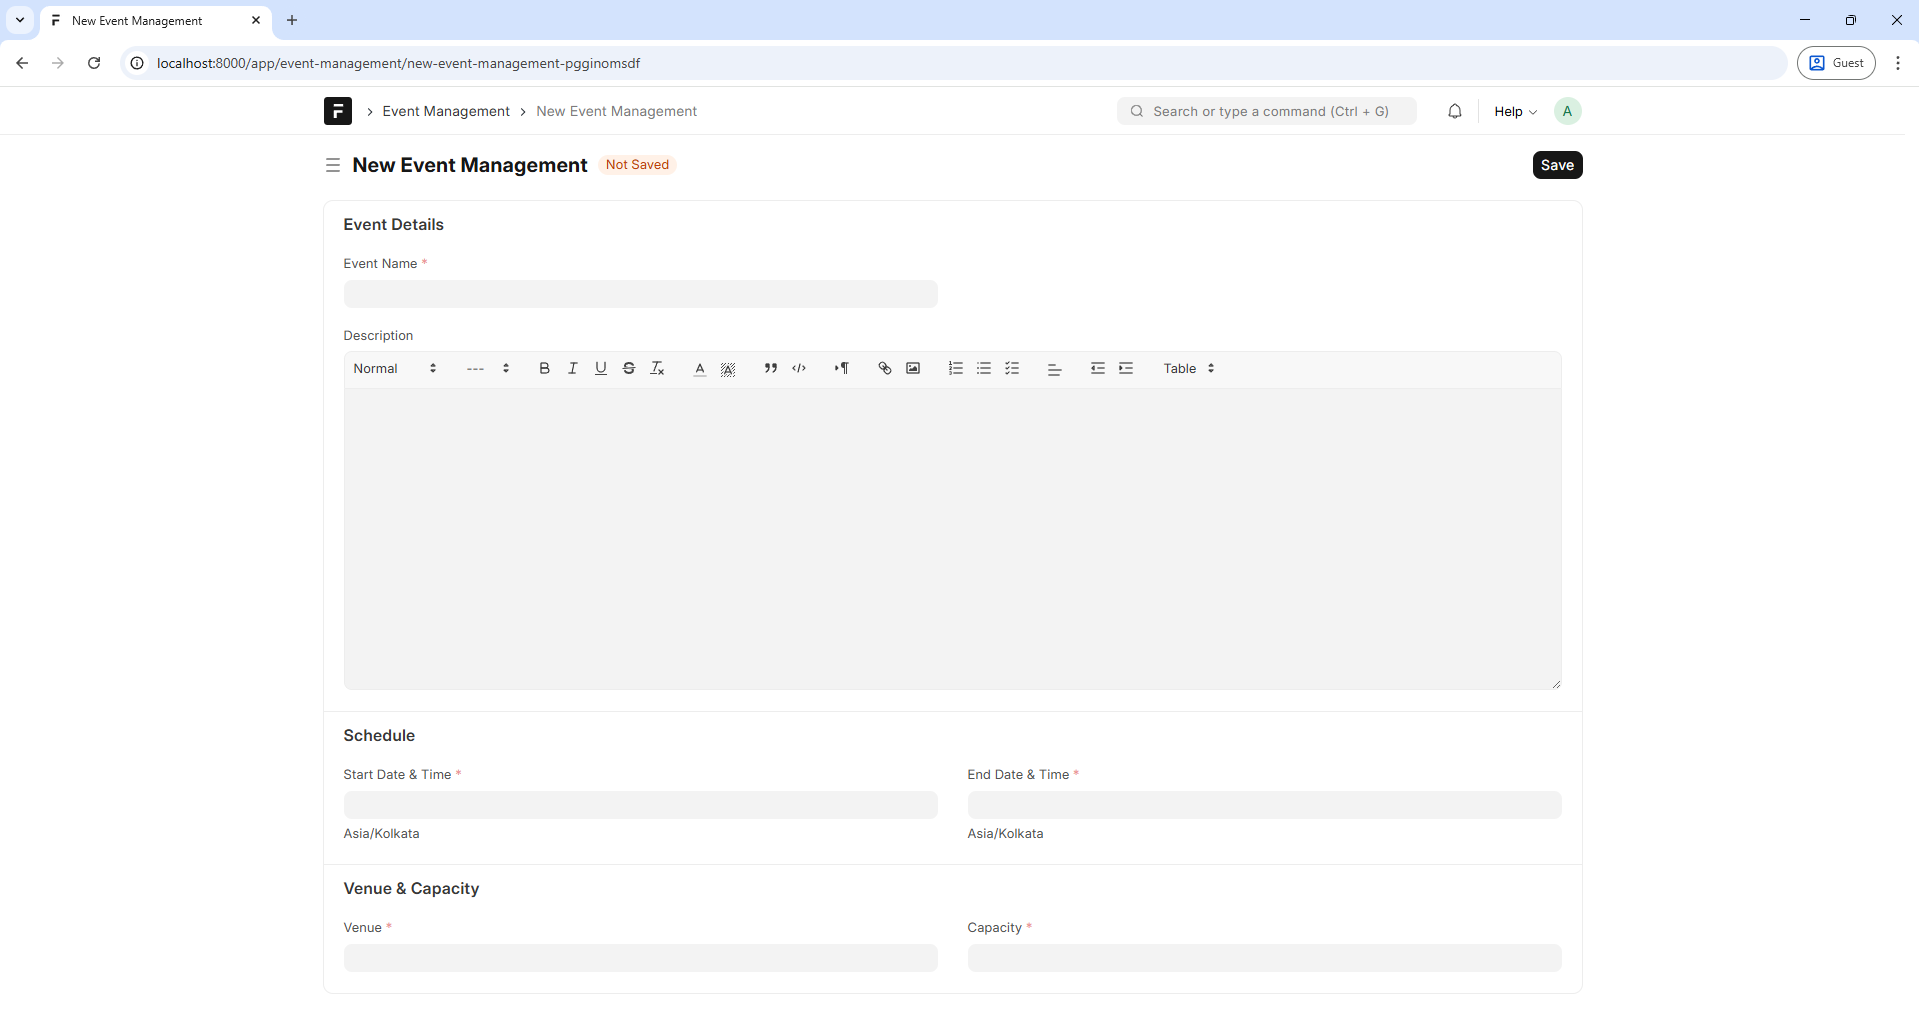 New Event Management
localhost:8000/app/event-management/new-event-management-pgginomsdf
Guest
Event Management
New Event Management
Search or type a command (Ctrl + G)
Help
A
New Event Management
Not Saved
Save
Event Details
Event Name *
Description
Normal
---
Table
Schedule
Start Date & Time *
End Date & Time *
Asia/Kolkata
Asia/Kolkata
Venue & Capacity
Venue *
Capacity *